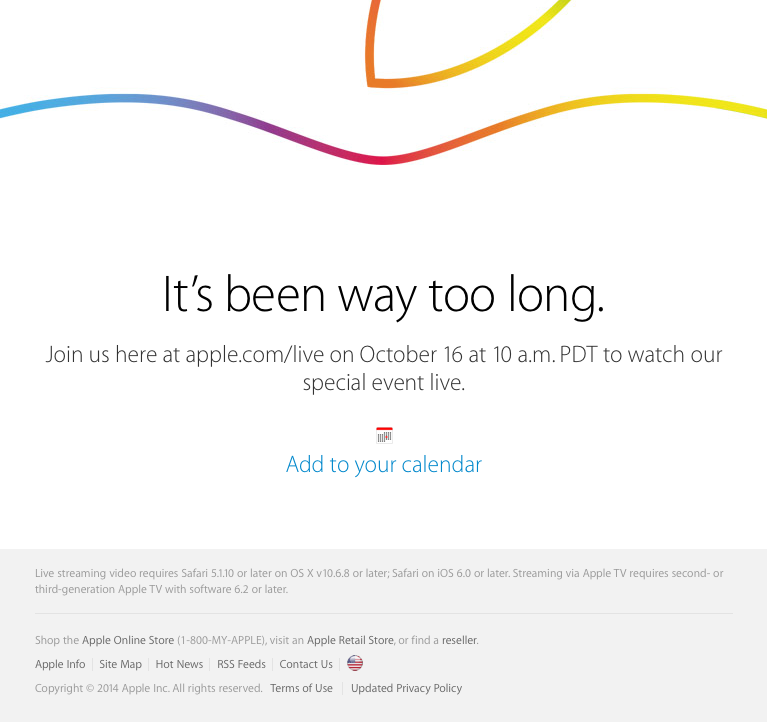 It's been way too long.
Join us here at apple.com/live on October 16 at 10 a.m. PDT to watch our
special event live.
Add to your calendar
Live streaming video requires Safari 5.1.10 or later on OS X v10.6.8 or later; Safari on iOS 6.0 or later. Streaming via Apple TV requires second- or
third-generation Apple TV with software 6.2 or later.
Shop the Apple Online Store (1-800-MY-APPLE), visit an Apple Retail Store, or find a reseller.
Apple Info Site Map Hot News RSS Feeds Contact Us
Copyright © 2014 Apple Inc. All rights reserved. Terms of Use Updated Privacy Policy